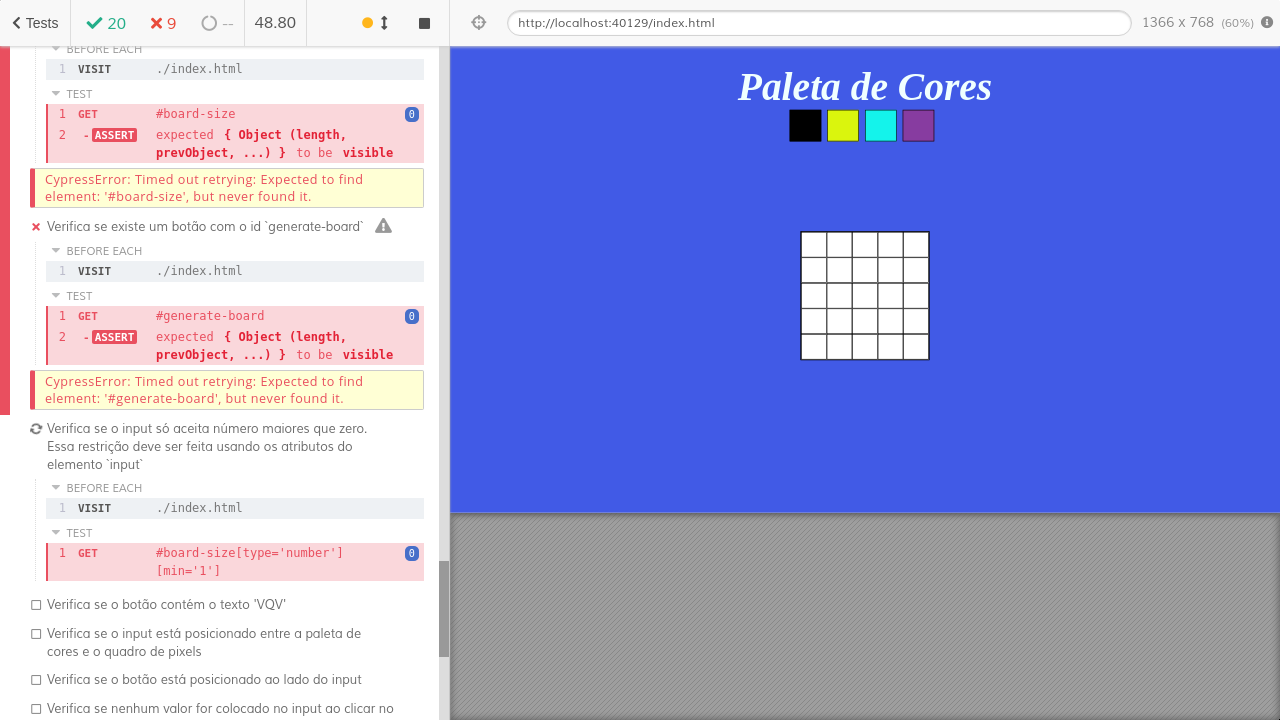 Tests
20
9
--
48.80
BEFORE EACH
1 VISIT ./index.html
TEST
1 GET #board-size 0
2 -ASSERT expected { Object (length,
prevObject, ...) } to be visible
CypressError: Timed out retrying: Expected to find
element: '#board-size', but never found it.
Verifica se existe um botão com o id `generate-board`
BEFORE EACH
1 VISIT ./index.html
TEST
1 GET #generate-board 0
2 -ASSERT expected { Object (length,
prevObject, ...) } to be visible
CypressError: Timed out retrying: Expected to find
element: '#generate-board', but never found it.
Verifica se o input só aceita número maiores que zero.
Essa restrição deve ser feita usando os atributos do
elemento `input`
BEFORE EACH
1 VISIT ./index.html
TEST
1 GET #board-size[type='number'] 0
[min='1']
Verifica se o botão contém o texto 'VQV'
Verifica se o input está posicionado entre a paleta de
cores e o quadro de pixels
Verifica se o botão está posicionado ao lado do input
Verifica se nenhum valor for colocado no input ao clicar no
http://localhost:40129/index.html
1366 x 768 (60%)
Paleta de Cores